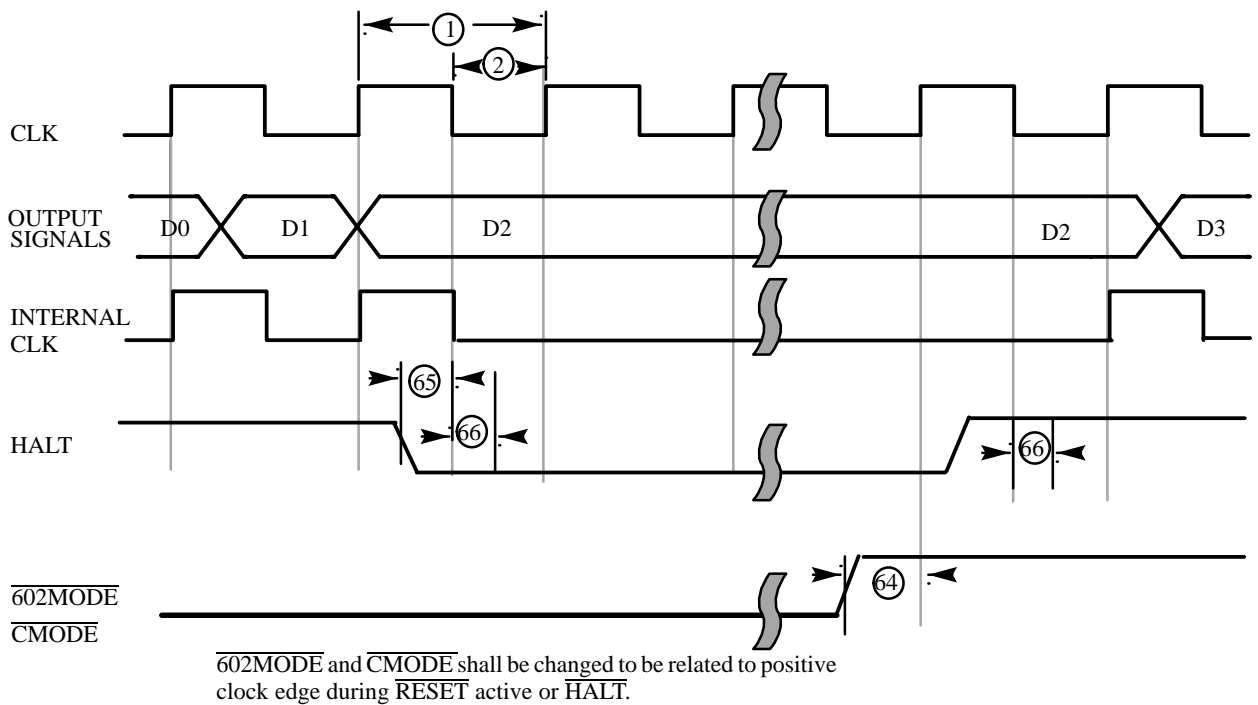 1
2
CLK
OUTPUT
SIGNALS
D0
D1
D2
D2
D3
INTERNAL
CLK
65
66
HALT
66
602MODE
64
CMODE
602MODE and CMODE shall be changed to be related to positive
clock edge during RESET active or HALT.